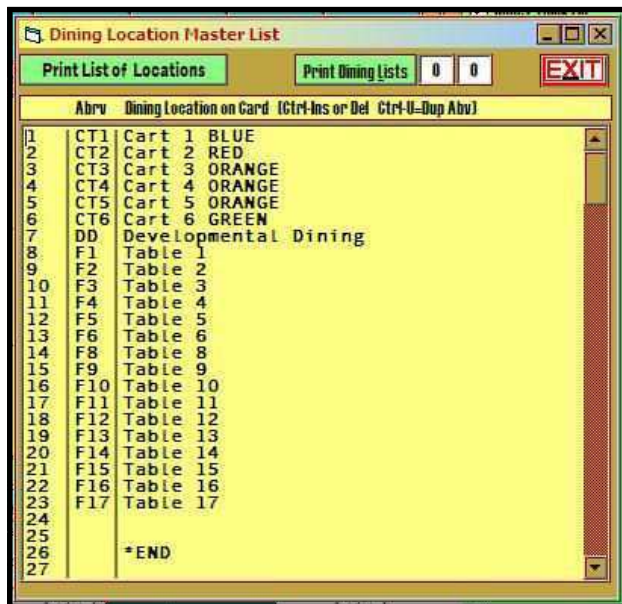 Dining Location Master List
Print List of Locations Print Dining Lists 0 0 EXIT
Abrv Dining Location on Card (Ctrl-Ins or Del Ctrl-U=Dup Abv)
1 CT1 Cart 1 BLUE
2 CT2 Cart 2 RED
3 CT3 Cart 3 ORANGE
4 CT4 Cart 4 ORANGE
5 CT5 Cart 5 ORANGE
6 CT6 Cart 6 GREEN
7 DD Developmental Dining
8 F1 Table 1
9 F2 Table 2
10 F3 Table 3
11 F4 Table 4
12 F5 Table 5
13 F6 Table 6
14 F8 Table 8
15 F9 Table 9
16 F10 Table 10
17 F11 Table 11
18 F12 Table 12
19 F13 Table 13
20 F14 Table 14
21 F15 Table 15
22 F16 Table 16
23 F17 Table 17
24
25
26 *END
27